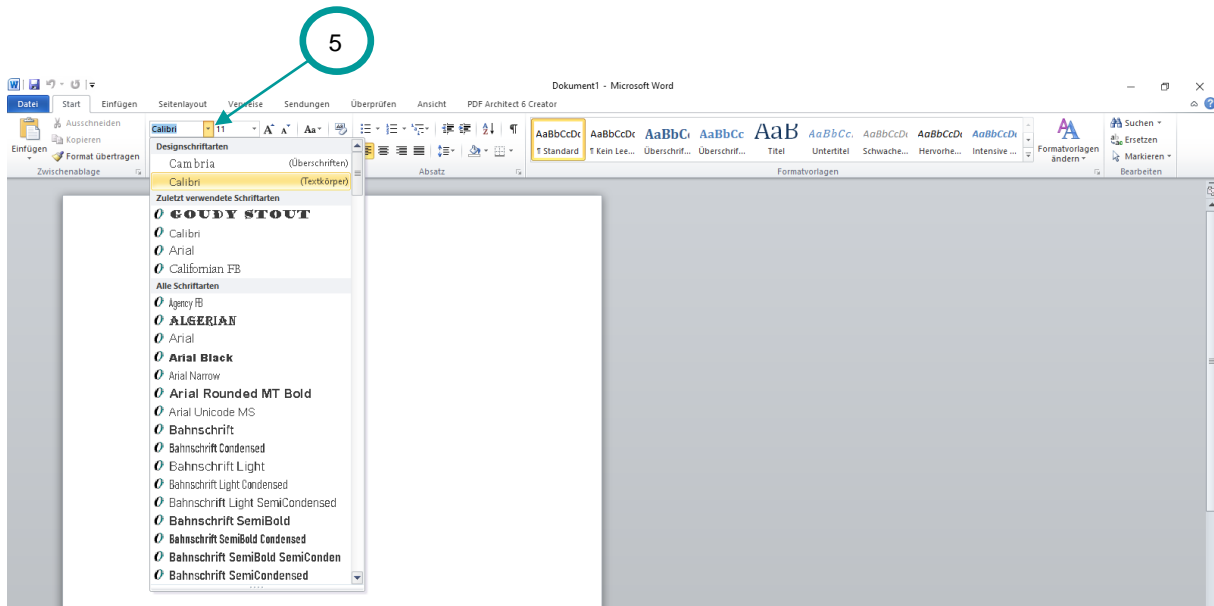 5
Dokument1 - Microsoft Word
Datei Start Einfügen Seitenlayout Verweise Sendungen Überprüfen Ansicht PDF Architect 6 Creator
Einfügen
Ausschneiden
Kopieren
Format übertragen
Zwischenablage
Calibri 11
Absatz
AaBbCcDc AaBbCcDc AaBbC AaBbCc AaB AaBbCc. AaBbCcDt AaBbCcDt AaBbCcDt
¶ Standard ¶ Kein Lee... Überschrif... Überschrif... Titel Untertitel Schwache... Hervorhe... Intensive ...
Formatvorlagen ändern
Formatvorlagen
Suchen
Ersetzen
Markieren
Bearbeiten
Designschriftarten
Cambria (Überschriften)
Calibri (Textkörper)
Zuletzt verwendete Schriftarten
GOUDY STOUT
Calibri
Arial
Californian FB
Alle Schriftarten
Agency FB
ALGERIAN
Arial
Arial Black
Arial Narrow
Arial Rounded MT Bold
Arial Unicode MS
Bahnschrift
Bahnschrift Condensed
Bahnschrift Light
Bahnschrift Light Condensed
Bahnschrift Light SemiCondensed
Bahnschrift SemiBold
Bahnschrift SemiBold Condensed
Bahnschrift SemiBold SemiConden
Bahnschrift SemiCondensed